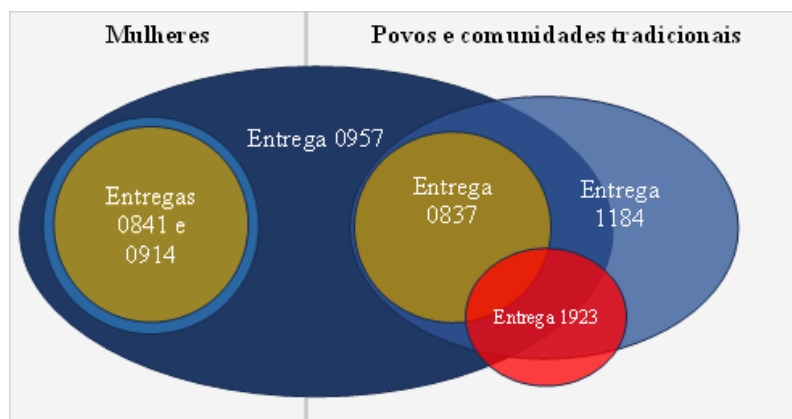 Mulheres
Povos e comunidades tradicionais
Entrega 0957
Entregas
0841 e
0914
Entrega
0837
Entrega
1184
Entrega 1923